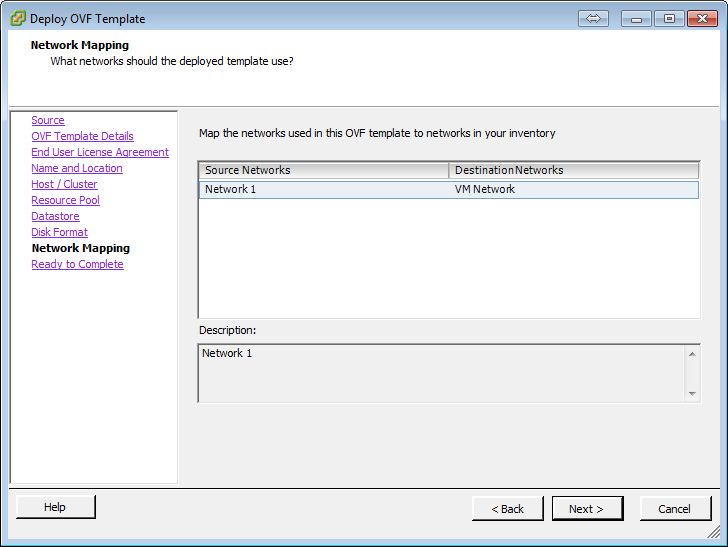 Deploy OVF Template
Network Mapping
What networks should the deployed template use?
Source
OVF Template Details
End User License Agreement
Name and Location
Host / Cluster
Resource Pool
Datastore
Disk Format
Network Mapping
Ready to Complete
Map the networks used in this OVF template to networks in your inventory
Source Networks DestinationNetworks
Network 1 VM Network
Description:
Network 1
Help < Back Next > Cancel